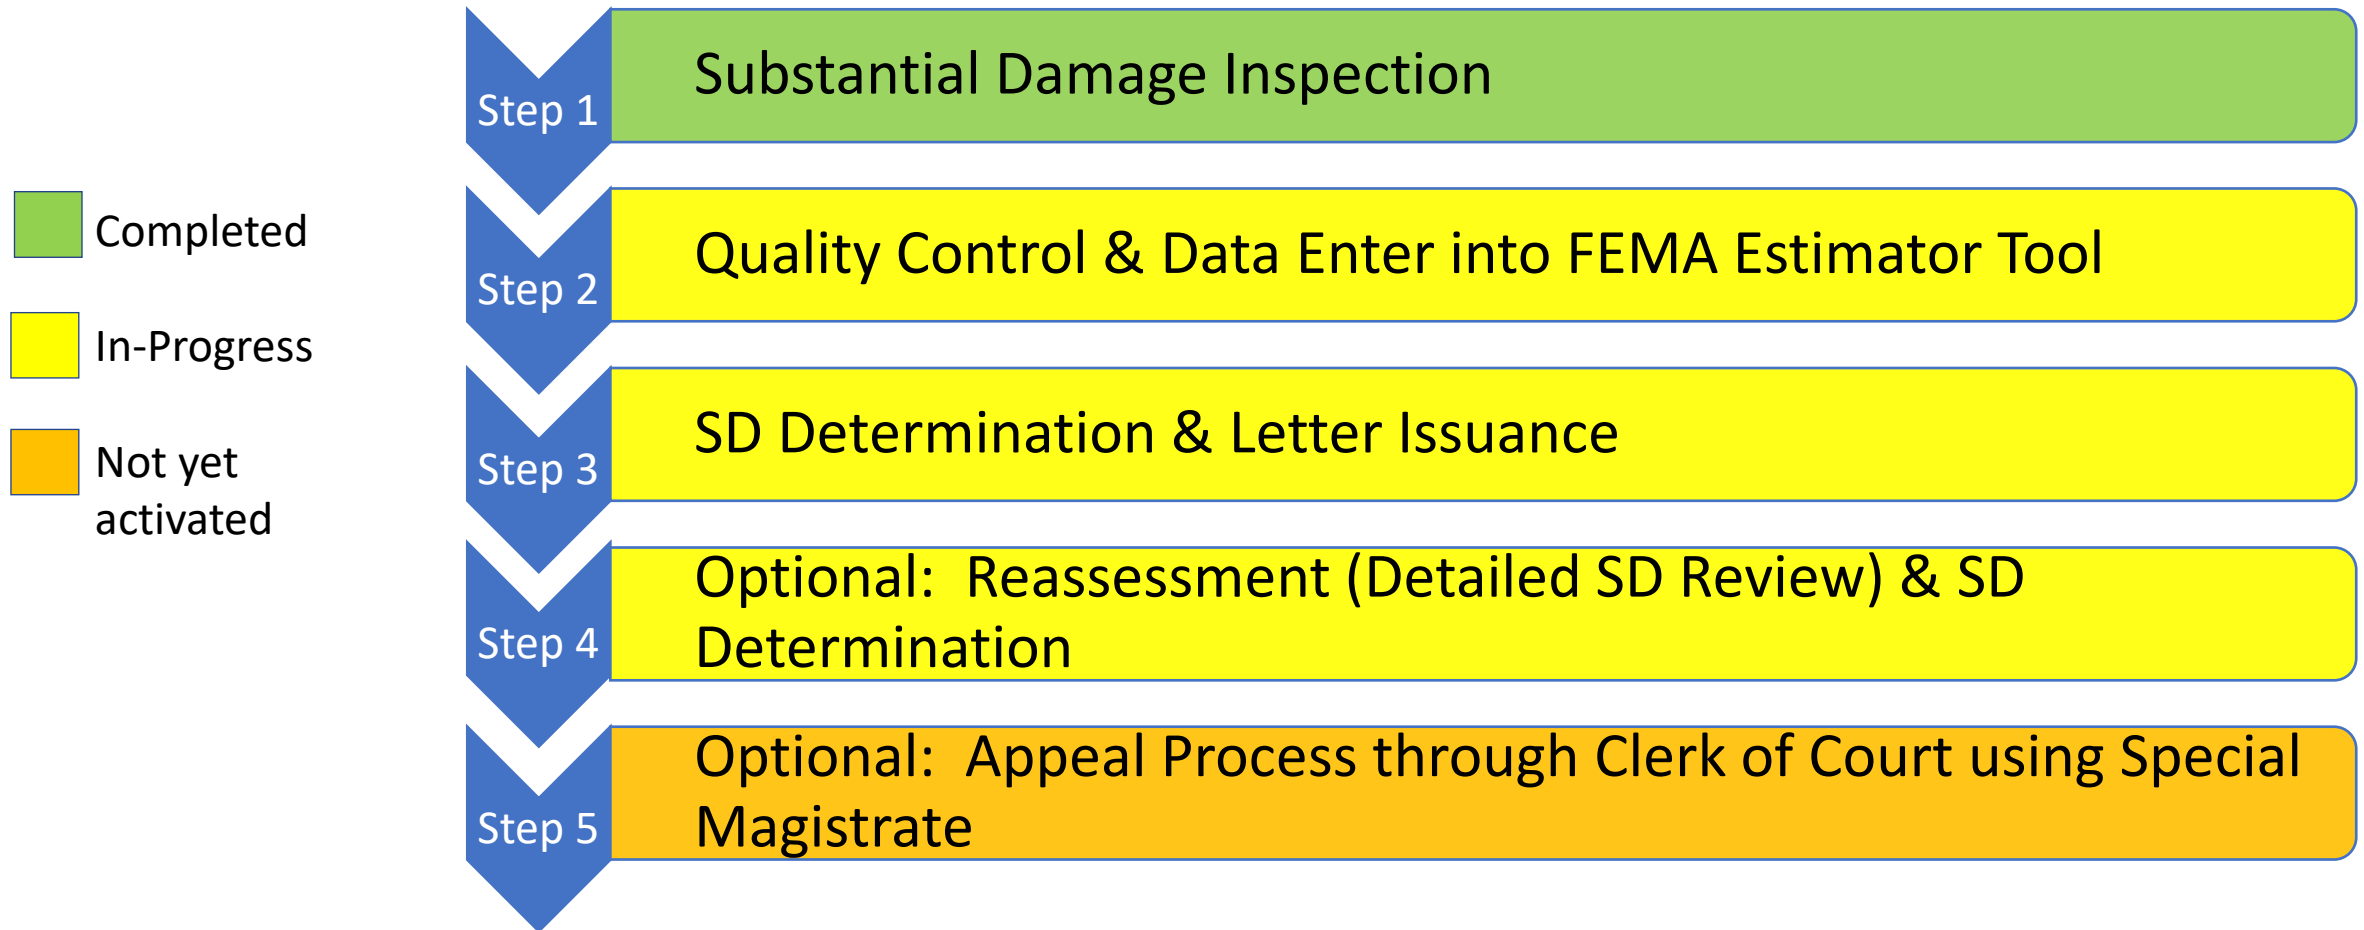 Completed
In-Progress
Not yet
activated
Step 1
Substantial Damage Inspection
Step 2
Quality Control & Data Enter into FEMA Estimator Tool
Step 3
SD Determination & Letter Issuance
Step 4
Optional:  Reassessment (Detailed SD Review) & SD
Determination
Step 5
Optional:  Appeal Process through Clerk of Court using Special
Magistrate